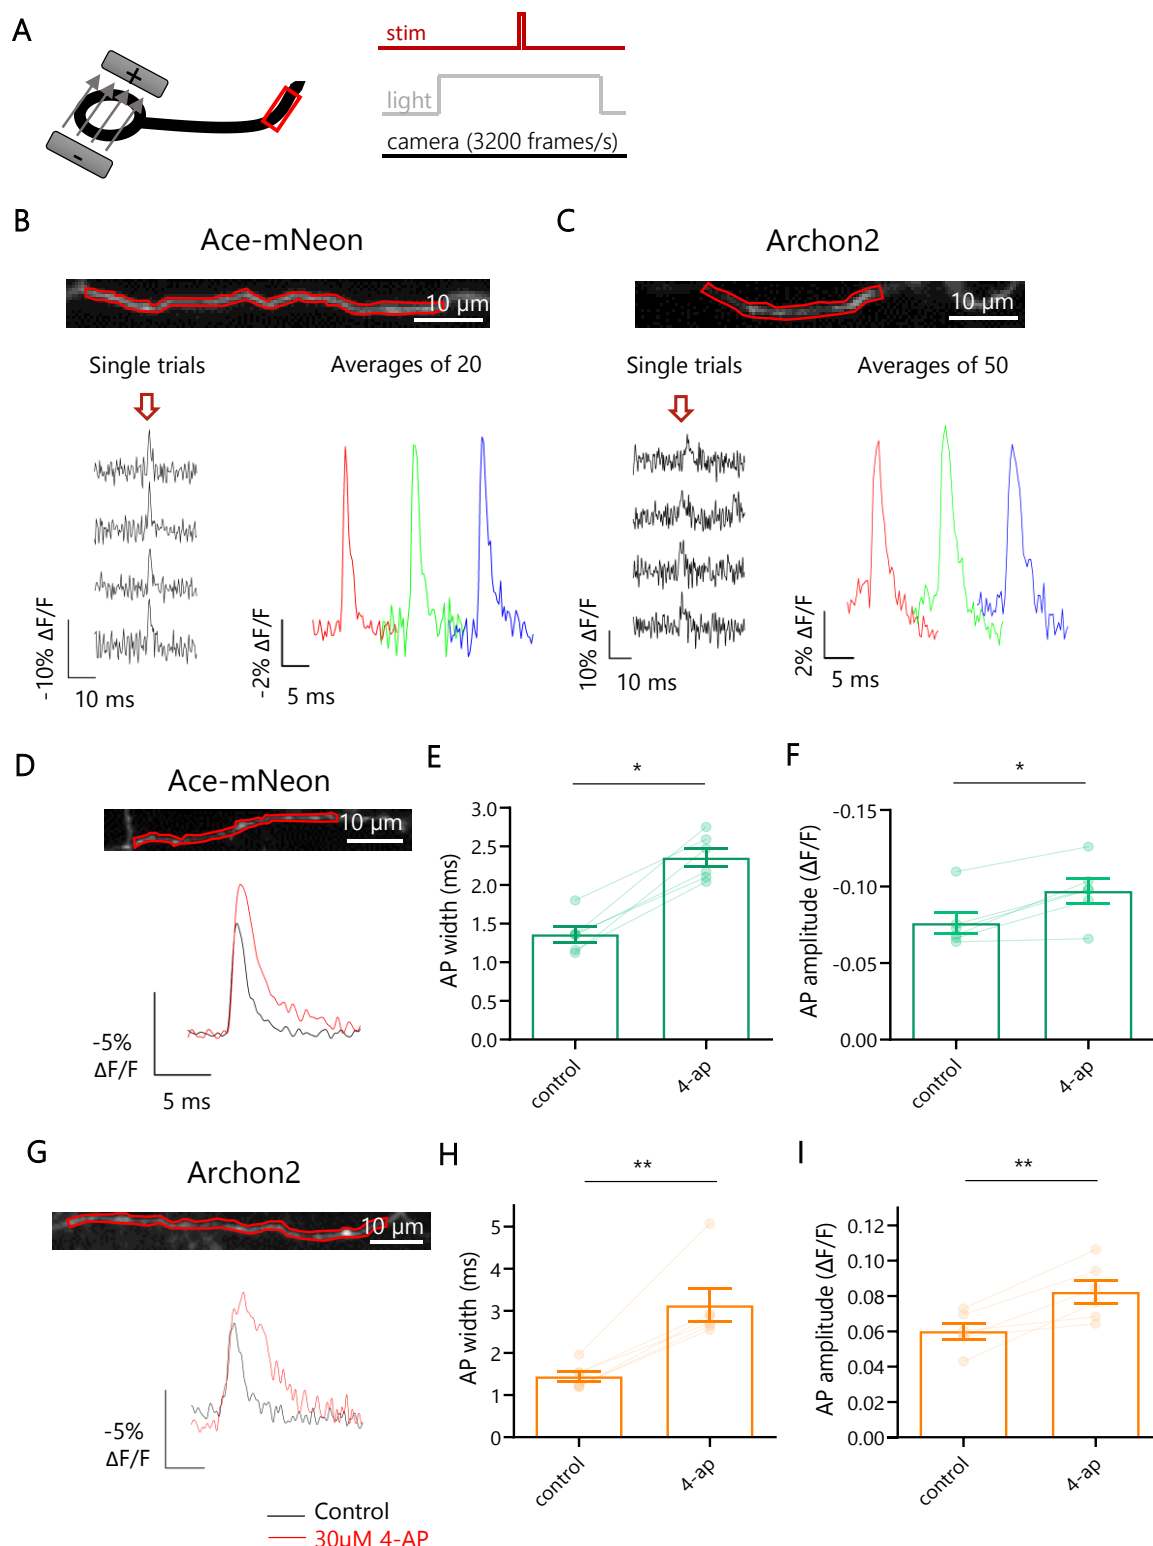 A
stim
+
-
light
camera (3200 frames/s)
B
Ace-mNeon
10 µm
Single trials
Averages of 20
-10% ΔF/F
10 ms
-2% ΔF/F
5 ms
C
Archon2
10 µm
Single trials
Averages of 50
10% ΔF/F
10 ms
2% ΔF/F
5 ms
D
Ace-mNeon
10 µm
-5%
ΔF/F
5 ms
E
*
AP width (ms)
3.0
2.5
2.0
1.5
1.0
0.5
0.0
control
4-ap
F
*
AP amplitude (ΔF/F)
-0.15
-0.10
-0.05
-0.00
control
4-ap
G
Archon2
10 µm
-5%
ΔF/F
Control
30µM 4-AP
H
**
AP width (ms)
5
4
3
2
1
0
control
4-ap
I
**
AP amplitude (ΔF/F)
0.12
0.10
0.08
0.06
0.04
0.02
0.00
control
4-ap